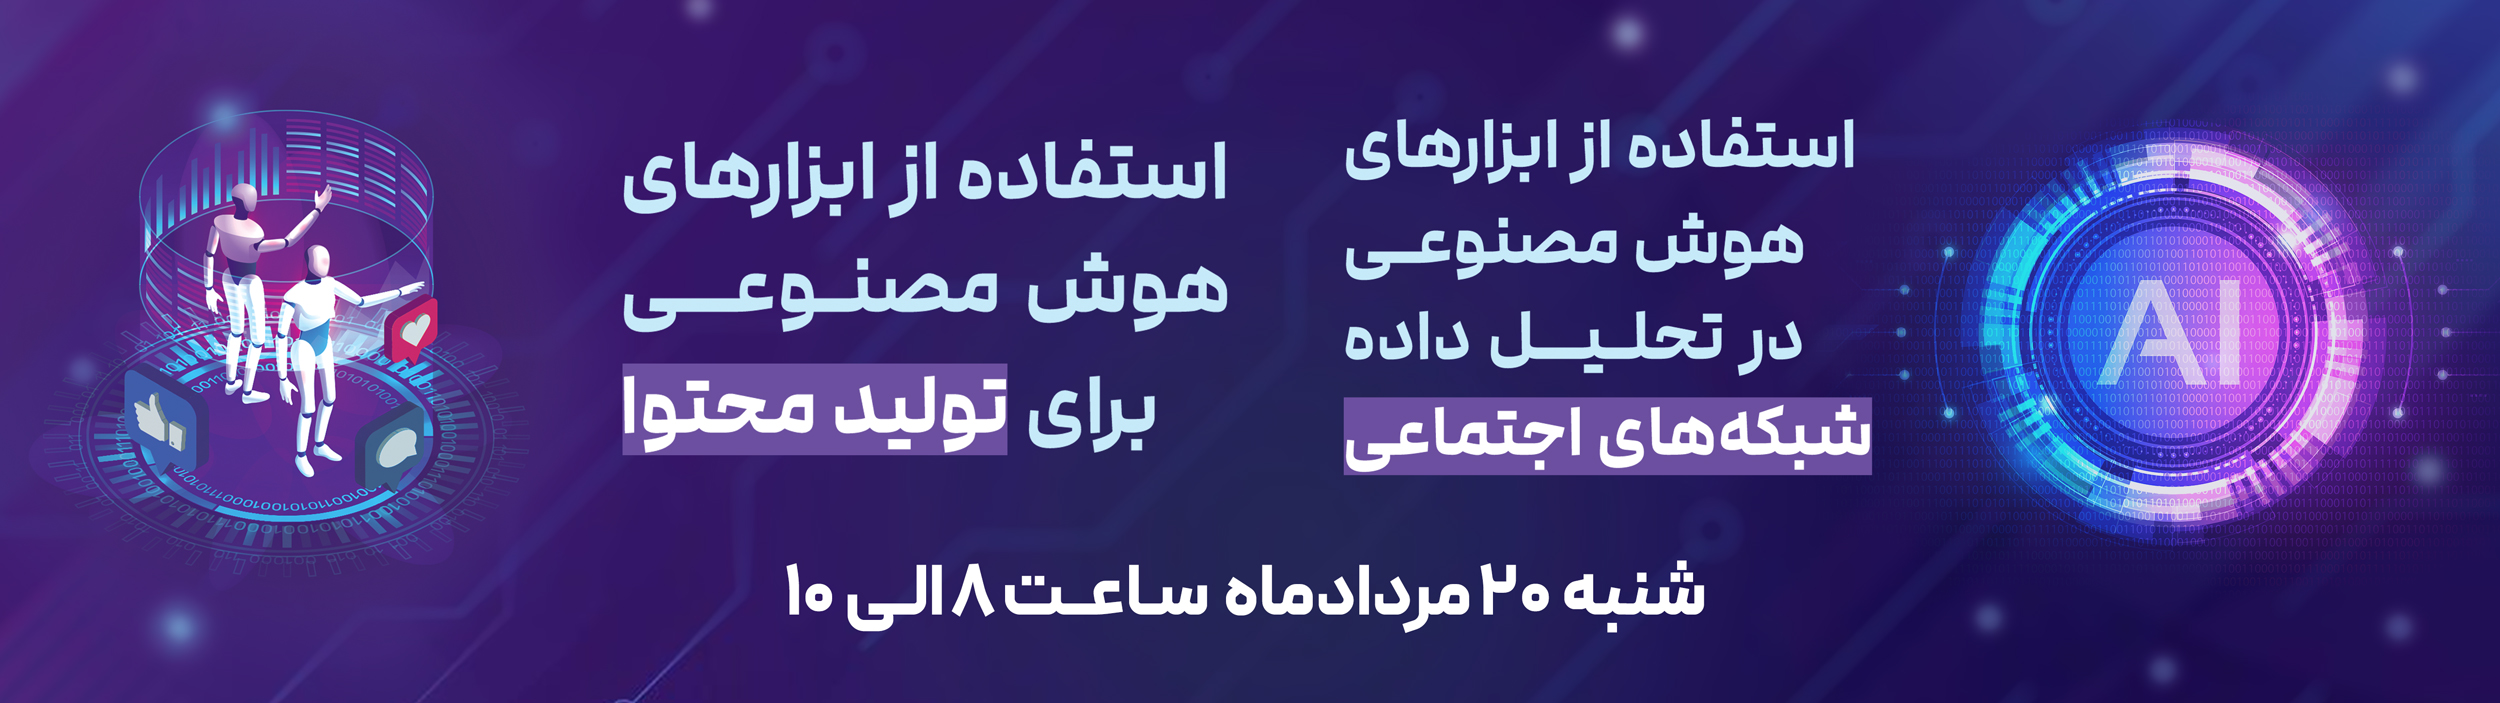 استفاده از ابزارهای
هوش مصنوعی
در تحلیل داده
شبکه‌های اجتماعی
استفاده از ابزارهای
هوش مصنوعی
برای تولید محتوا
شنبه ۲۰ مردادماه ساعت ۸ الی ۱۰
AI